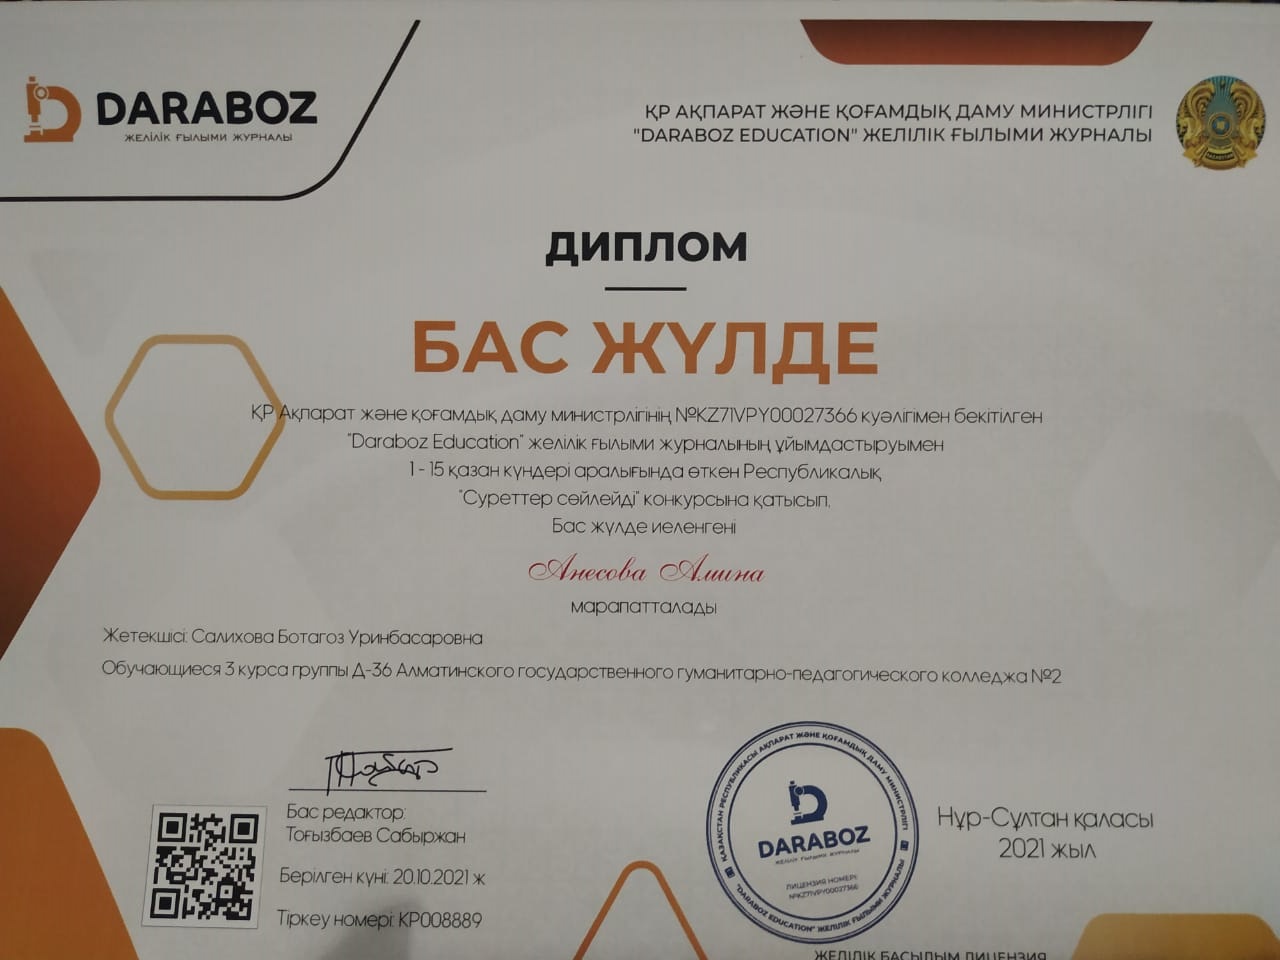 DARABOZ
ЖЕЛІЛІК ҒЫЛЫМИ ЖУРНАЛЫ
ҚР АҚПАРАТ ЖӘНЕ ҚОҒАМДЫҚ ДАМУ МИНИСТРЛІГІ
"DARABOZ EDUCATION" ЖЕЛІЛІК ҒЫЛЫМИ ЖУРНАЛЫ
ДИПЛОМ
БАС ЖҮЛДЕ
ҚР Ақпарат және қоғамдық даму министрлігінің №KZ71VPY00027366 куәлігімен бекітілген
"Daraboz Education" желілік ғылыми журналының ұйымдастыруымен
1 - 15 қазан күндері аралығында өткен Республикалық
"Суреттер сөйлейді" конкурсына қатысып,
Бас жүлде иеленгені
Анесова Амина
марапатталады
Жетекшісі: Салихова Ботагоз Уринбасаровна
Обучающиеся 3 курса группы Д-36 Алматинского государственного гуманитарно-педагогического колледжа №2
Бас редактор:
Тоғызбаев Сабыржан
Берілген күні: 20.10.2021 ж
Тіркеу номері: КР008889
ҚАЗАҚСТАН РЕСПУБЛИКАСЫ АҚПАРАТ ЖӘНЕ ҚОҒАМДЫҚ ДАМУ МИНИСТРЛІГІ
DARABOZ
ЖЕЛІЛІК ҒЫЛЫМИ ЖУРНАЛЫ
ЛИЦЕНЗИЯ НОМЕРІ:
№KZ71VPY00027366
"DARABOZ EDUCATION" ЖЕЛІЛІК ҒЫЛЫМИ ЖУРНАЛЫ
Нұр-Сұлтан қаласы
2021 жыл
ЖЕЛІЛІК БАСЫЛЫМ ЛИЦЕНЗИЯ